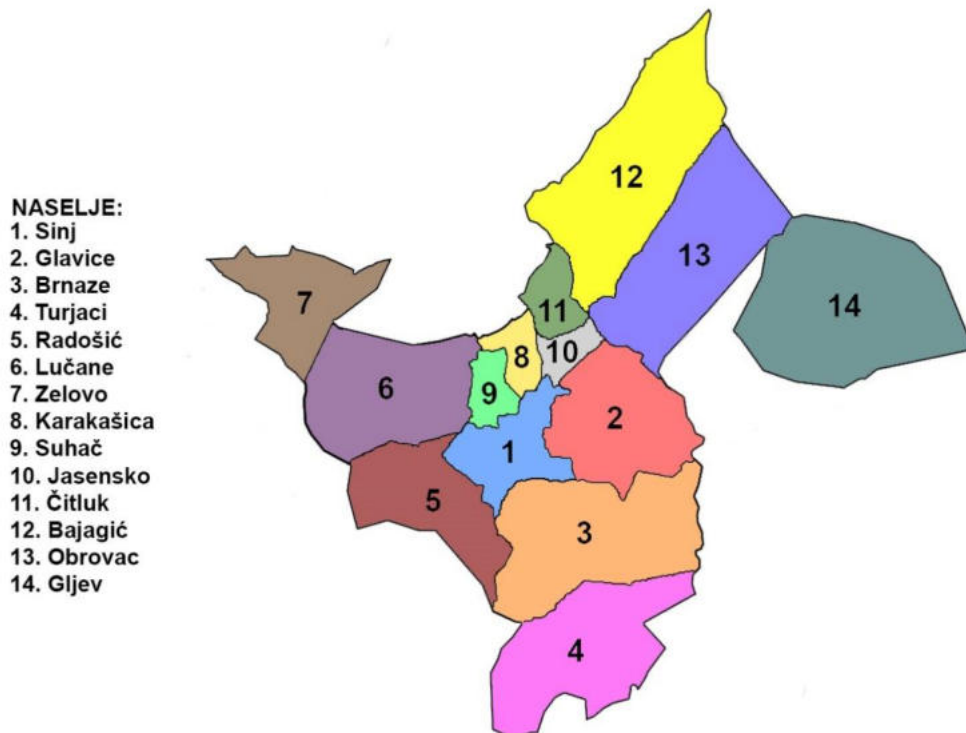 NASELJE:
1. Sinj
2. Glavice
3. Brnaze
4. Turjaci
5. Radošić
6. Lučane
7. Zelovo
8. Karakašica
9. Suhač
10. Jasensko
11. Čitluk
12. Bajagić
13. Obrovac
14. Gljev
12
13
14
7
11
10
8
6
9
2
1
5
3
4